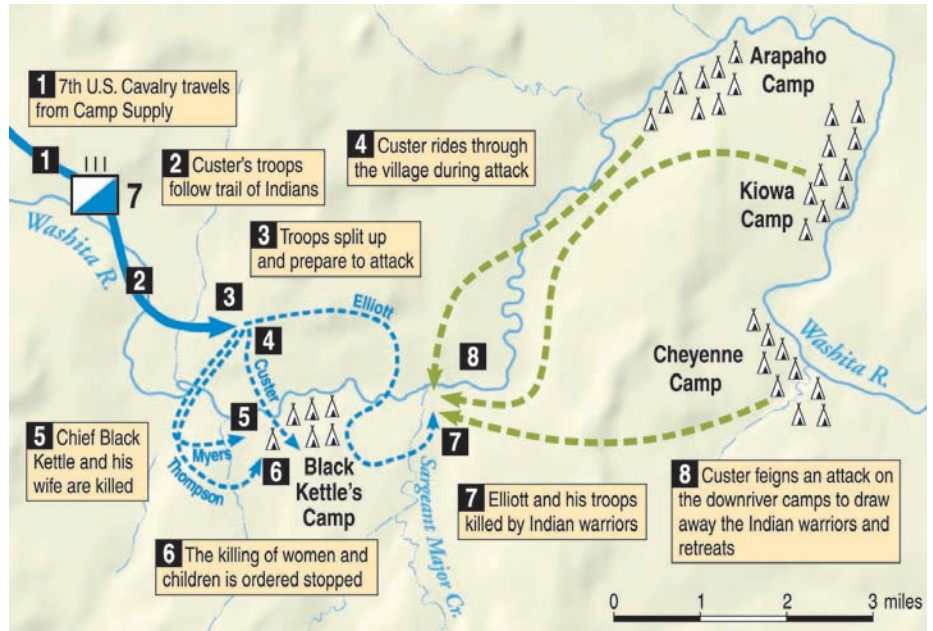 1 7th U.S. Cavalry travels
from Camp Supply
1
7
2 Custer's troops
follow trail of Indians
Washita R.
2
3 Troops split up
and prepare to attack
3
4
4 Custer rides through
the village during attack
Arapaho
Camp
Kiowa
Camp
Elliott
Custer
8
Cheyenne
Camp
Washita R.
5 Chief Black
Kettle and his
wife are killed
5
Myers
Thompson
6
Black
Kettle's
Camp
7
Sargeant Major Cr.
6 The killing of women and
children is ordered stopped
7 Elliott and his troops
killed by Indian warriors
8 Custer feigns an attack on
the downriver camps to draw
away the Indian warriors and
retreats
0 1 2 3 miles